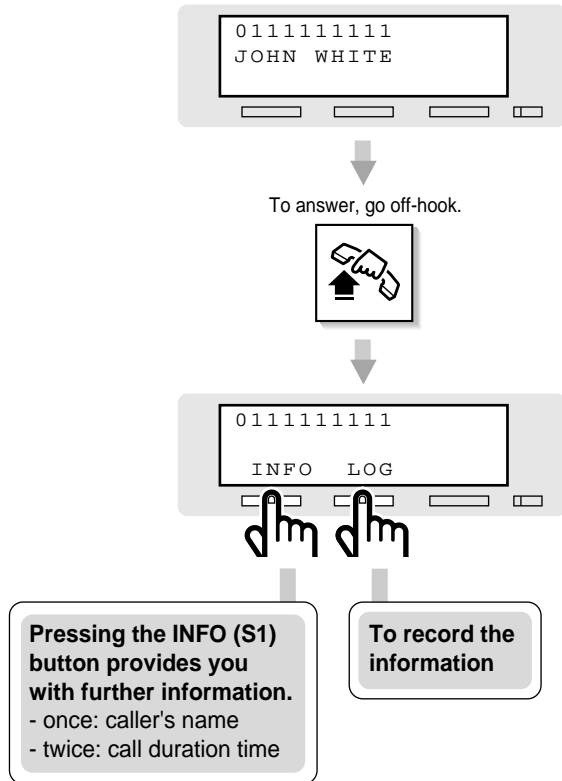 0111111111
JOHN WHITE
To answer, go off-hook.
0111111111
INFO LOG
Pressing the INFO (S1)
button provides you
with further information.
- once: caller's name
- twice: call duration time
To record the
information